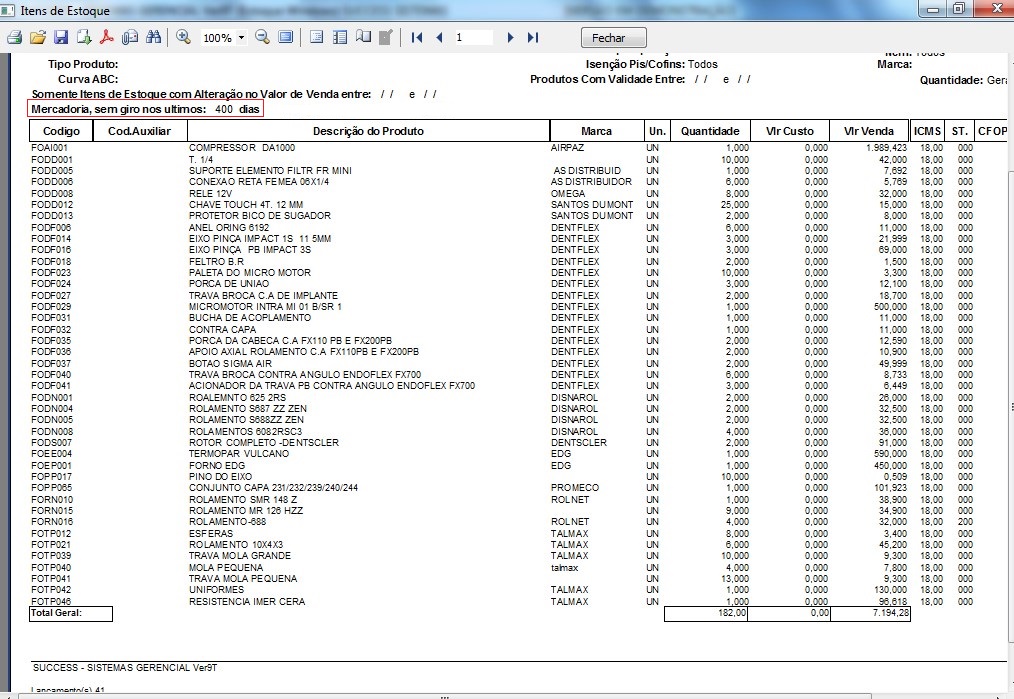 Itens de Estoque
100%
1
Fechar
Tipo Produto:
Isenção Pis/Cofins: Todos
Marca:
Curva ABC:
Produtos Com Validade Entre: / / e / /
Quantidade: Gera
Somente Itens de Estoque com Alteração no Valor de Venda entre: / / e / /
Mercadoria, sem giro nos ultimos: 400 dias
Codigo Cod.Auxiliar Descrição do Produto Marca Un. Quantidade Vlr Custo Vlr Venda ICMS ST. CFOP
FOAI001 COMPRESSOR DA1000 AIRPAZ UN 1,000 0,000 1.989,423 18,00 000
FODD001 T. 1/4 UN 10,000 0,000 42,000 18,00 000
FODD005 SUPORTE ELEMENTO FILTR FR MINI AS DISTRIBUID UN 1,000 0,000 7,692 18,00 000
FODD006 CONEXAO RETA FEMEA 06X1/4 AS DISTRIBUIDOR UN 6,000 0,000 5,769 18,00 000
FODD008 RELE 12V OMEGA UN 8,000 0,000 32,000 18,00 000
FODD012 CHAVE TOUCH 4T. 12 MM SANTOS DUMONT UN 25,000 0,000 15,000 18,00 000
FODD013 PROTETOR BICO DE SUGADOR SANTOS DUMONT UN 2,000 0,000 8,000 18,00 000
FODF006 ANEL ORING 6192 DENTFLEX UN 6,000 0,000 11,000 18,00 000
FODF014 EIXO PINÇA IMPACT 1S 11 5MM DENTFLEX UN 3,000 0,000 21,999 18,00 000
FODF016 EIXO PINÇA PB IMPACT 3S DENTFLEX UN 3,000 0,000 69,000 18,00 000
FODF018 FELTRO B.R DENTFLEX UN 2,000 0,000 1,500 18,00 000
FODF023 PALETA DO MICRO MOTOR DENTFLEX UN 10,000 0,000 3,300 18,00 000
FODF024 PORCA DE UNIAO DENTFLEX UN 3,000 0,000 12,100 18,00 000
FODF027 TRAVA BROCA C.A DE IMPLANTE DENTFLEX UN 2,000 0,000 18,700 18,00 000
FODF029 MICROMOTOR INTRA MI 01 B/SR 1 DENTFLEX UN 1,000 0,000 500,000 18,00 000
FODF031 BUCHA DE ACOPLAMENTO DENTFLEX UN 1,000 0,000 11,000 18,00 000
FODF032 CONTRA CAPA DENTFLEX UN 1,000 0,000 11,000 18,00 000
FODF035 PORCA DA CABECA C.A FX110 PB E FX200PB DENTFLEX UN 2,000 0,000 12,590 18,00 000
FODF036 APOIO AXIAL ROLAMENTO C.A FX110PB E FX200PB DENTFLEX UN 2,000 0,000 10,900 18,00 000
FODF037 BOTAO SIGMA AIR DENTFLEX UN 2,000 0,000 49,999 18,00 000
FODF040 TRAVA BROCA CONTRA ANGULO ENDOFLEX FX700 DENTFLEX UN 6,000 0,000 8,733 18,00 000
FODF041 ACIONADOR DA TRAVA PB CONTRA ANGULO ENDOFLEX FX700 DENTFLEX UN 3,000 0,000 6,449 18,00 000
FODN001 ROALEMNTO 625 2RS DISNAROL UN 2,000 0,000 26,000 18,00 000
FODN004 ROLAMENTO S687 ZZ ZEN DISNAROL UN 2,000 0,000 32,500 18,00 000
FODN005 ROLAMENTO S688ZZ ZEN DISNAROL UN 2,000 0,000 32,500 18,00 000
FODN008 ROLAMENTOS 6082RSC3 DISNAROL UN 4,000 0,000 36,000 18,00 000
FODS007 ROTOR COMPLETO -DENTSCLER DENTSCLER UN 2,000 0,000 91,000 18,00 000
FOEE004 TERMOPAR VULCANO EDG UN 1,000 0,000 590,000 18,00 000
FOEP001 FORNO EDG EDG UN 1,000 0,000 450,000 18,00 000
FOPP017 PINO DO EIXO UN 10,000 0,000 0,509 18,00 000
FOPP065 CONJUNTO CAPA 231/232/239/240/244 PROMECO UN 1,000 0,000 101,923 18,00 000
FORN010 ROLAMENTO SMR 148 Z ROLNET UN 1,000 0,000 38,900 18,00 000
FORN015 ROLAMENTO MR 126 HZZ UN 9,000 0,000 34,900 18,00 000
FORN016 ROLAMENTO-688 ROLNET UN 4,000 0,000 32,000 18,00 200
FOTP012 ESFERAS TALMAX UN 8,000 0,000 3,400 18,00 000
FOTP021 ROLAMENTO 10X4X3 TALMAX UN 6,000 0,000 45,200 18,00 000
FOTP039 TRAVA MOLA GRANDE TALMAX UN 10,000 0,000 9,300 18,00 000
FOTP040 MOLA PEQUENA talmax UN 4,000 0,000 7,800 18,00 000
FOTP041 TRAVA MOLA PEQUENA UN 13,000 0,000 9,300 18,00 000
FOTP042 UNIFORMES TALMAX UN 1,000 0,000 130,000 18,00 000
FOTP046 RESISTENCIA IMER CERA TALMAX UN 1,000 0,000 96,618 18,00 000
Total Geral: 182,00 0,00 7.194,28
SUCCESS - SISTEMAS GERENCIAL Ver9T
Lançamento(s) 41